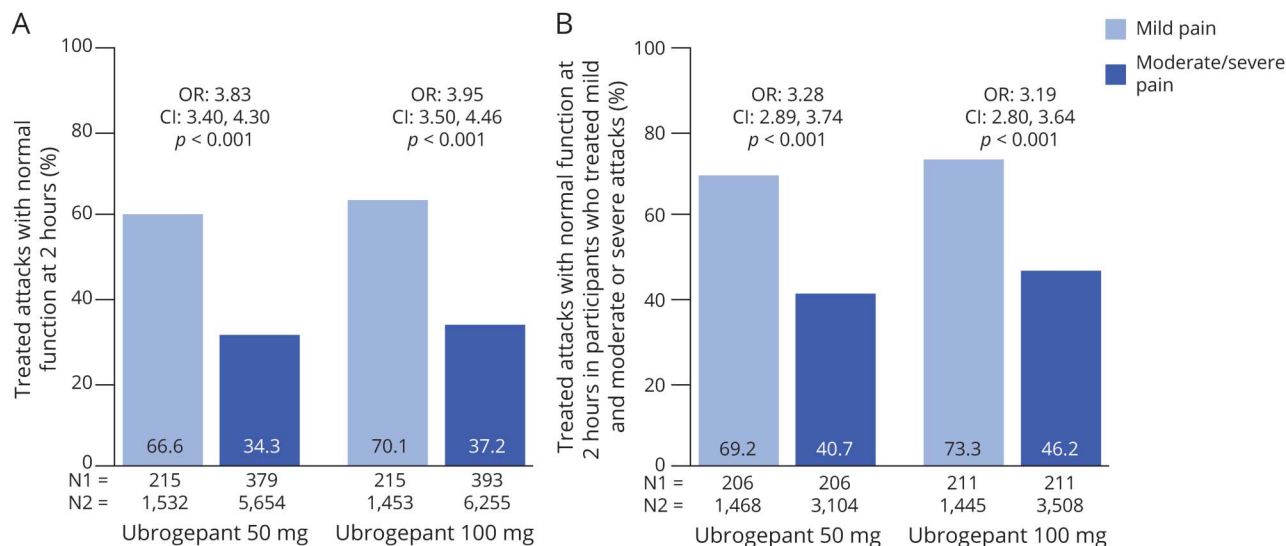 A
Treated attacks with normal
function at 2 hours (%)
100
80
60
40
20
0
OR: 3.83
CI: 3.40, 4.30
p < 0.001
OR: 3.95
CI: 3.50, 4.46
p < 0.001
66.6
34.3
70.1
37.2
N1 = 215 379 215 393
N2 = 1,532 5,654 1,453 6,255
Ubrogepant 50 mg Ubrogepant 100 mg
B
Treated attacks with normal function at
2 hours in participants who treated mild
and moderate or severe attacks (%)
100
80
60
40
20
0
OR: 3.28
CI: 2.89, 3.74
p < 0.001
OR: 3.19
CI: 2.80, 3.64
p < 0.001
69.2
40.7
73.3
46.2
N1 = 206 206 211 211
N2 = 1,468 3,104 1,445 3,508
Ubrogepant 50 mg Ubrogepant 100 mg
Mild pain
Moderate/severe
pain